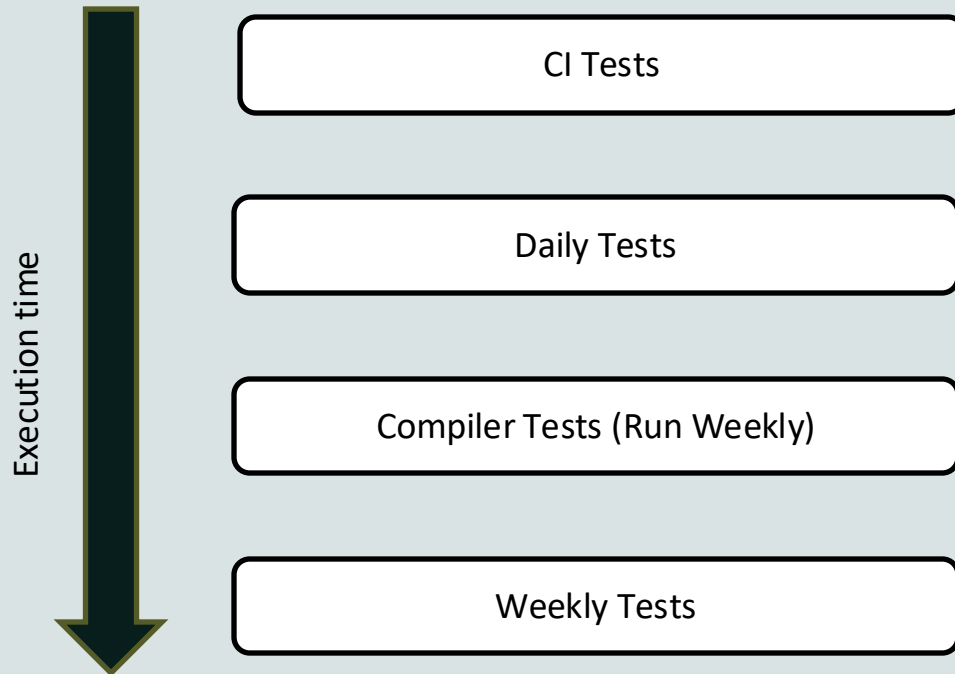 CI Tests
Daily Tests
Execution time
Compiler Tests (Run Weekly)
Weekly Tests